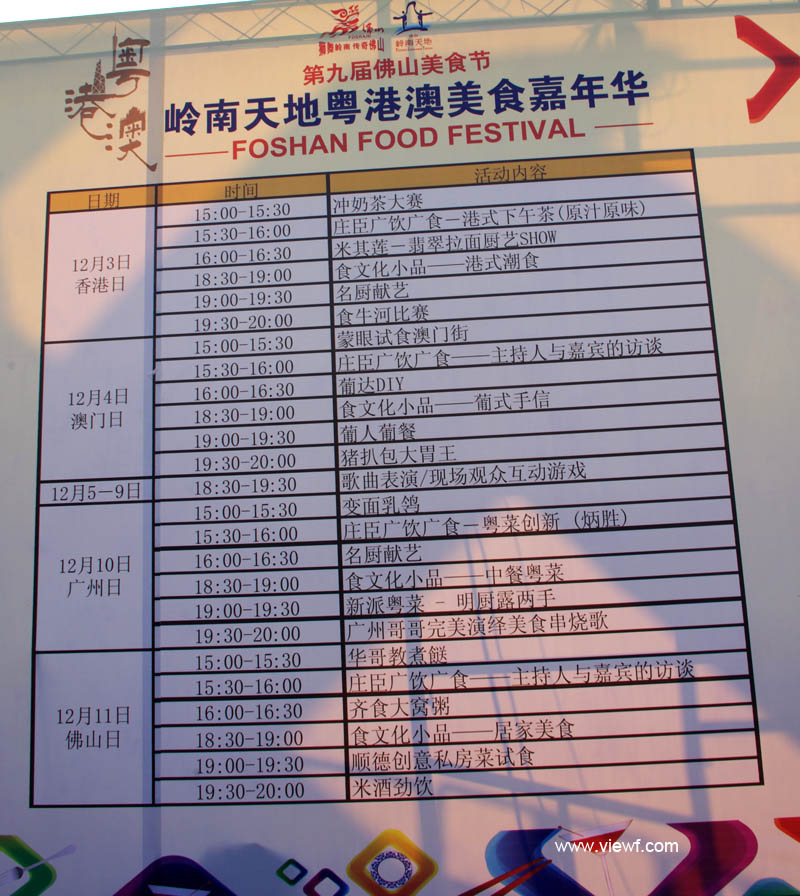 狮舞岭南 传奇佛山
岭南天地
粤港澳
第九届佛山美食节
岭南天地粤港澳美食嘉年华
FOSHAN FOOD FESTIVAL
日期 时间 活动内容
12月3日 香港日
15:00-15:30 冲奶茶大赛
15:30-16:00 庄臣广饮广食－港式下午茶(原汁原味)
16:00-16:30 米其莲－翡翠拉面厨艺SHOW
18:30-19:00 食文化小品——港式潮食
19:00-19:30 名厨献艺
19:30-20:00 食牛河比赛
12月4日 澳门日
15:00-15:30 蒙眼试食澳门街
15:30-16:00 庄臣广饮广食——主持人与嘉宾的访谈
16:00-16:30 葡达DIY
18:30-19:00 食文化小品——葡式手信
19:00-19:30 葡人葡餐
19:30-20:00 猪扒包大胃王
12月5－9日 18:30-19:30 歌曲表演/现场观众互动游戏
12月10日 广州日
15:00-15:30 变面乳鸽
15:30-16:00 庄臣广饮广食－粤菜创新 (炳胜)
16:00-16:30 名厨献艺
18:30-19:00 食文化小品——中餐粤菜
19:00-19:30 新派粤菜 - 明厨露两手
19:30-20:00 广州哥哥完美演绎美食串烧歌
12月11日 佛山日
15:00-15:30 华哥教煮餸
15:30-16:00 庄臣广饮广食——主持人与嘉宾的访谈
16:00-16:30 齐食大窝粥
18:30-19:00 食文化小品——居家美食
19:00-19:30 顺德创意私房菜试食
19:30-20:00 米酒劲饮
www.viewf.com